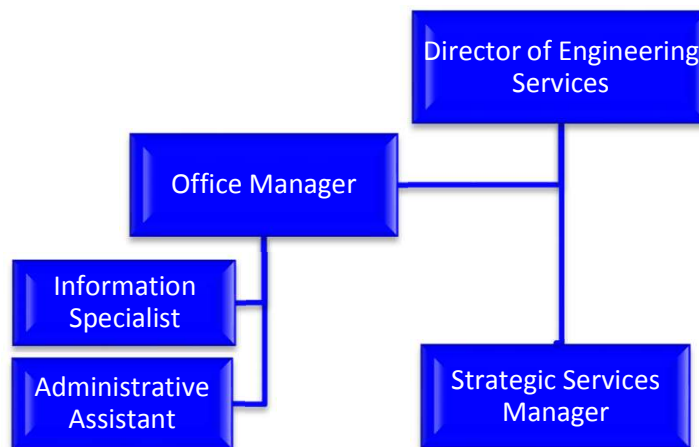 Director of Engineering
Services
Office Manager
Information
Specialist
Administrative
Assistant
Strategic Services
Manager